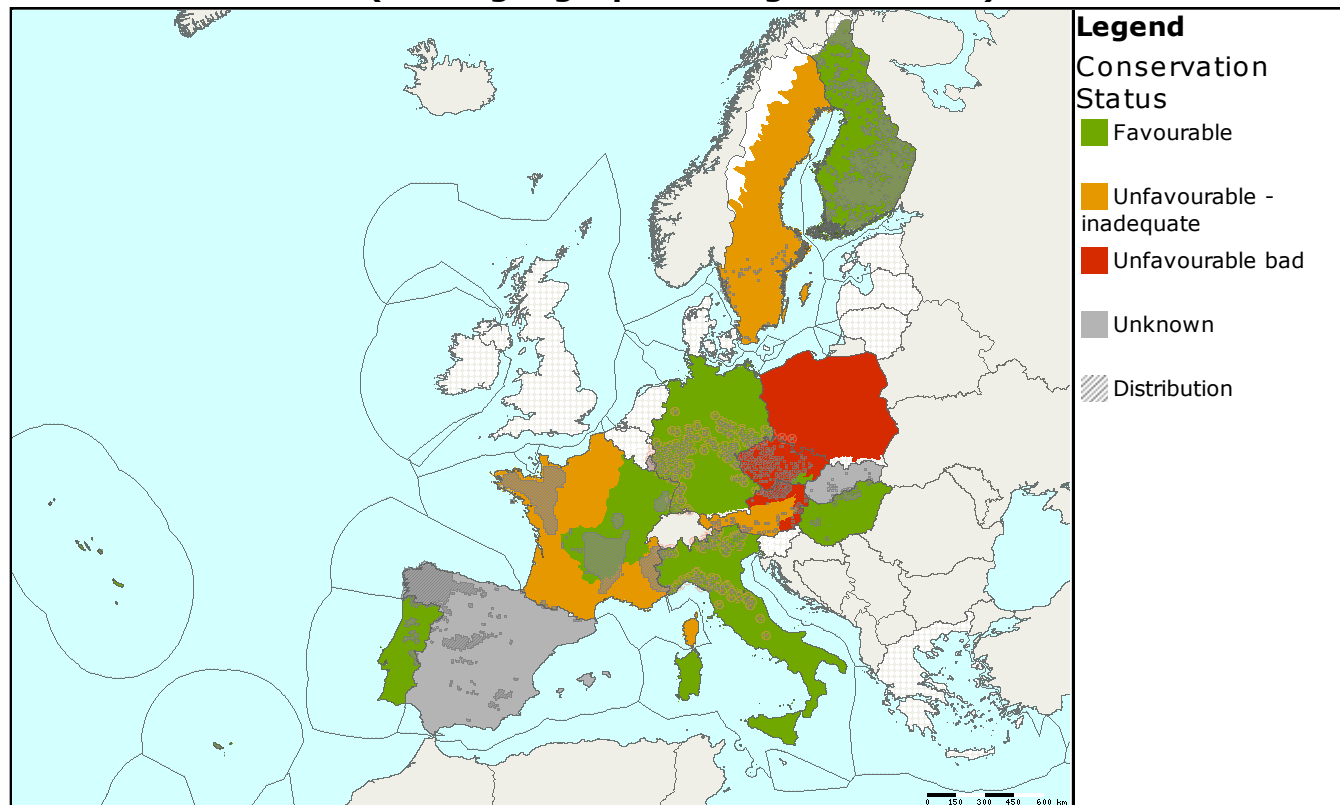 Legend
Conservation
Status
Favourable
Unfavourable -
inadequate
Unfavourable bad
Unknown
Distribution
0 150 300 450 600 km